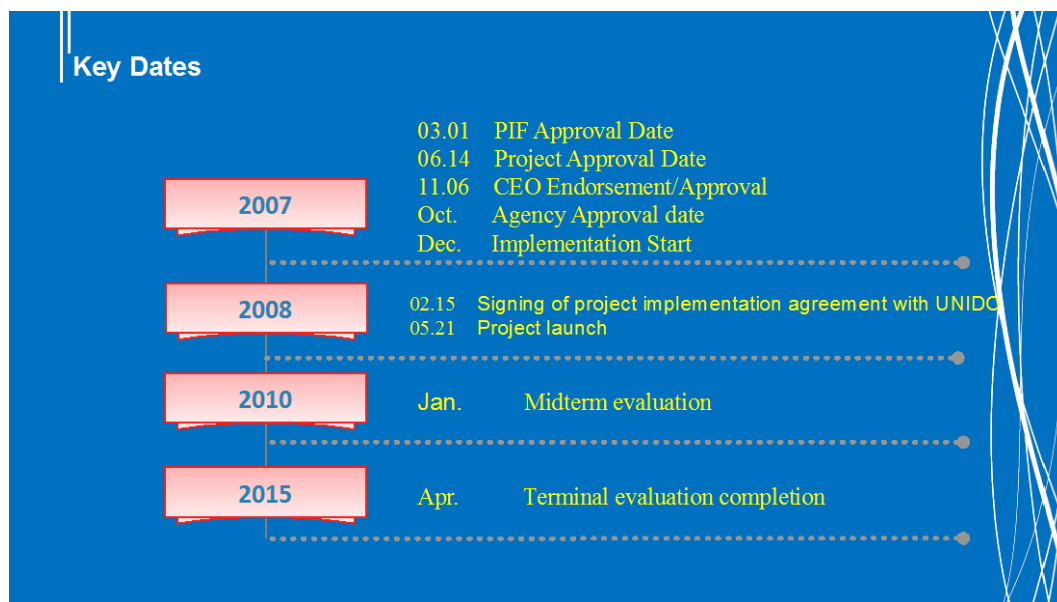 Key Dates
2007
03.01 PIF Approval Date
06.14 Project Approval Date
11.06 CEO Endorsement/Approval
Oct. Agency Approval date
Dec. Implementation Start
2008
02.15 Signing of project implementation agreement with UNIDO
05.21 Project launch
2010
Jan. Midterm evaluation
2015
Apr. Terminal evaluation completion